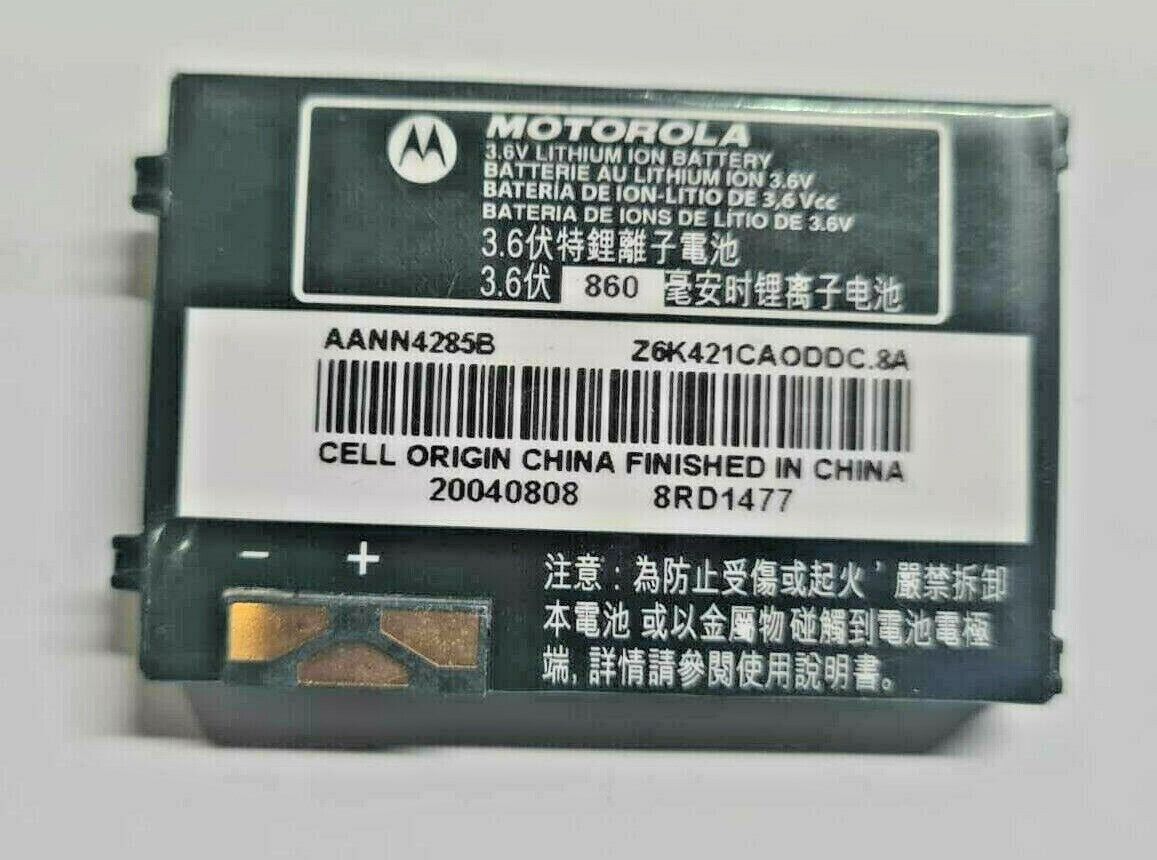 MOTOROLA
3.6V LITHIUM ION BATTERY
BATTERIE AU LITHIUM ION 3.6V
BATERÍA DE ION-LITIO DE 3,6 Vcc
BATERIA DE IONS DE LÍTIO DE 3.6V
3.6伏特鋰離子電池
3.6伏 860 毫安时锂离子电池
AANN4285B Z6K421CAODDC.8A
CELL ORIGIN CHINA FINISHED IN CHINA
20040808 8RD1477
- +
注意：為防止受傷或起火，嚴禁拆卸
本電池 或以金屬物碰觸到電池電極
端, 詳情請參閱使用說明書。